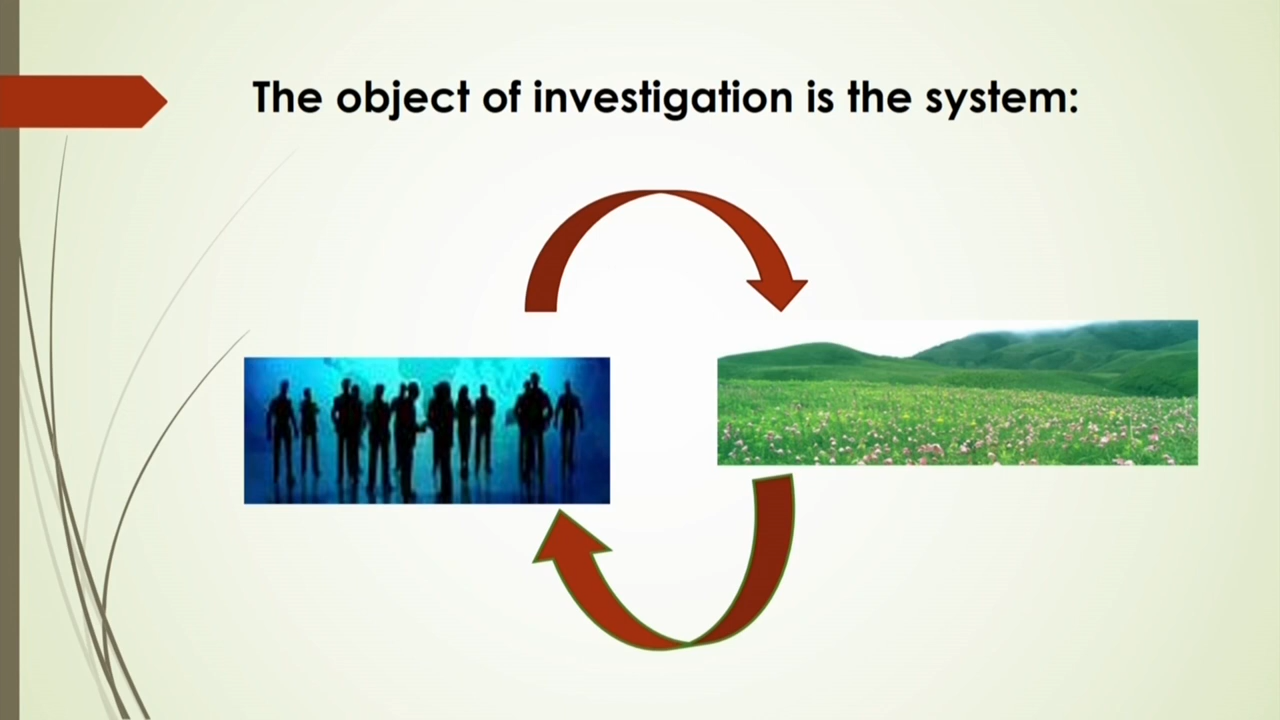 The object of investigation is the system: